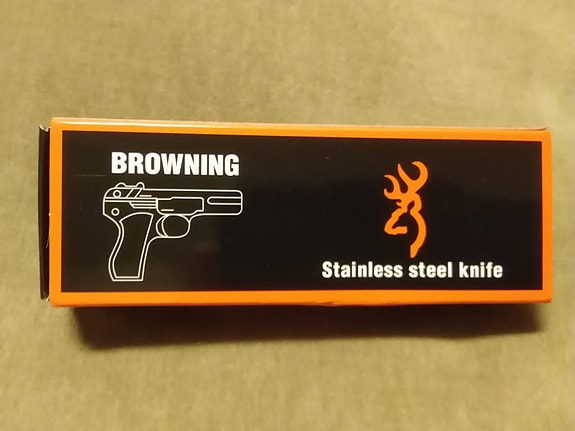 BROWNING
Stainless steel knife